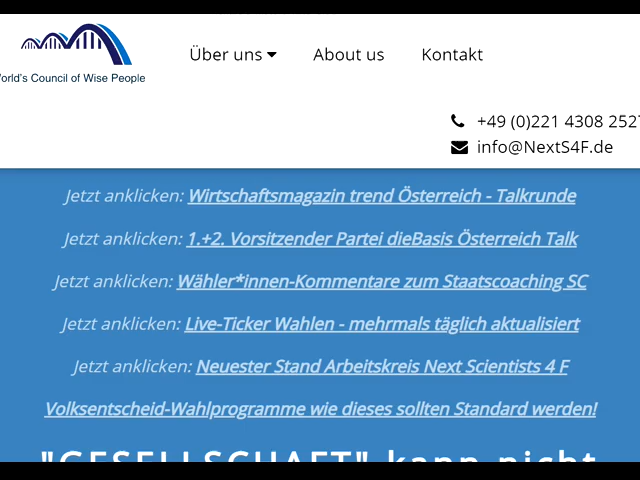 World's Council of Wise People
Über uns About us Kontakt
+49 (0)221 4308 252
info@NextS4F.de
Jetzt anklicken: Wirtschaftsmagazin trend Österreich - Talkrunde
Jetzt anklicken: 1.+2. Vorsitzender Partei dieBasis Österreich Talk
Jetzt anklicken: Wähler*innen-Kommentare zum Staatscoaching SC
Jetzt anklicken: Live-Ticker Wahlen - mehrmals täglich aktualisiert
Jetzt anklicken: Neuester Stand Arbeitskreis Next Scientists 4 F
Volksentscheid-Wahlprogramme wie dieses sollten Standard werden!
"GESELLSCHAFT" kann nicht